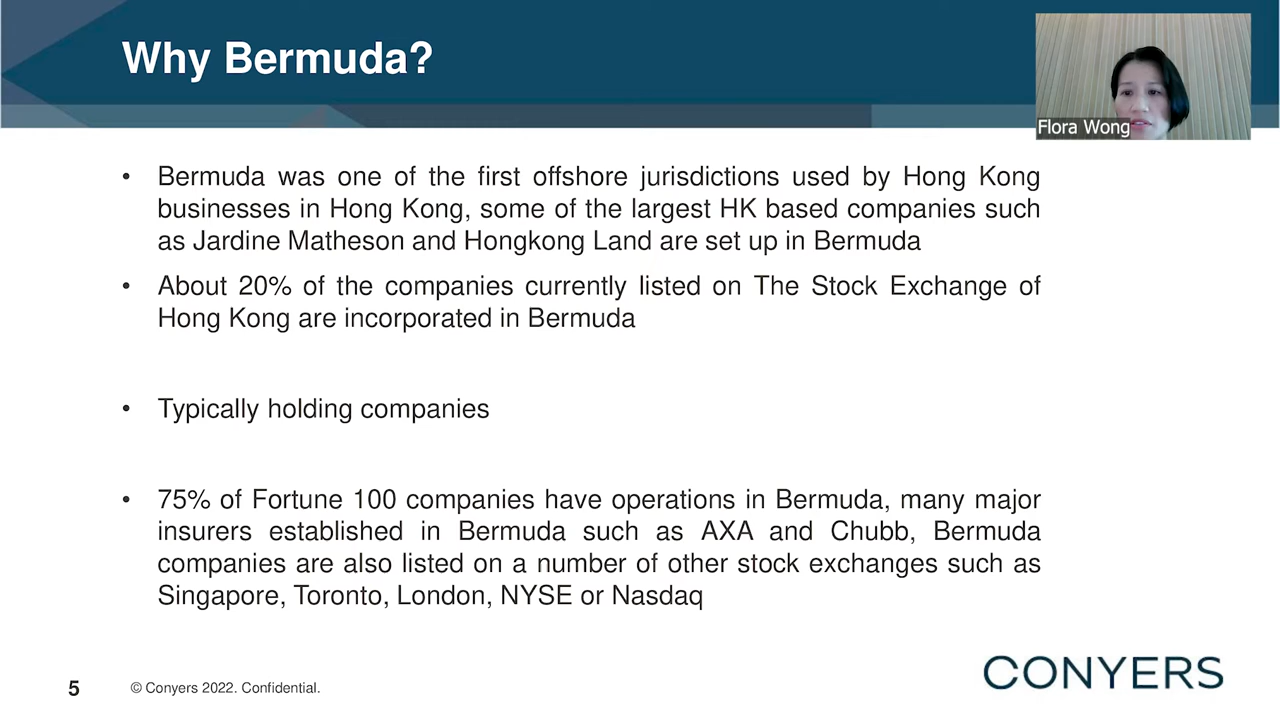 Why Bermuda?
Flora Wong
• Bermuda was one of the first offshore jurisdictions used by Hong Kong
businesses in Hong Kong, some of the largest HK based companies such
as Jardine Matheson and Hongkong Land are set up in Bermuda
• About 20% of the companies currently listed on The Stock Exchange of
Hong Kong are incorporated in Bermuda
• Typically holding companies
• 75% of Fortune 100 companies have operations in Bermuda, many major
insurers established in Bermuda such as AXA and Chubb, Bermuda
companies are also listed on a number of other stock exchanges such as
Singapore, Toronto, London, NYSE or Nasdaq
5
© Conyers 2022. Confidential.
CONYERS